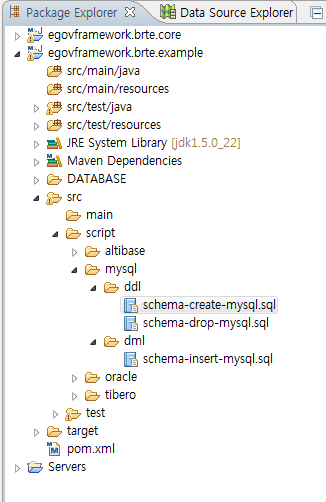 Package Explorer Data Source Explorer
egovframework.brte.core
egovframework.brte.example
src/main/java
src/main/resources
src/test/java
src/test/resources
JRE System Library [jdk1.5.0_22]
Maven Dependencies
DATABASE
src
main
script
altibase
mysql
ddl
schema-create-mysql.sql
schema-drop-mysql.sql
dml
schema-insert-mysql.sql
oracle
tibero
test
target
pom.xml
Servers